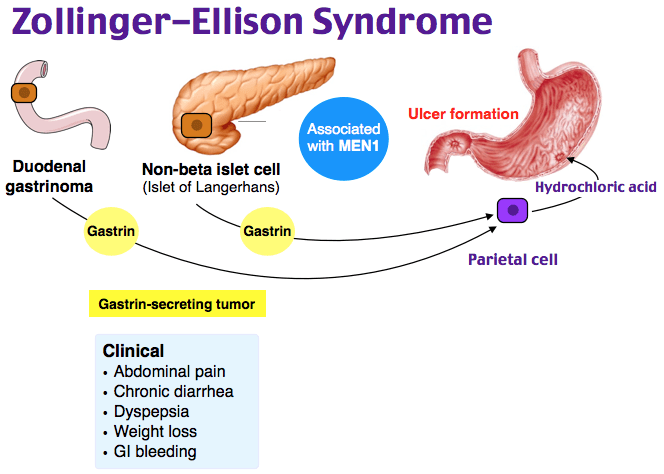 Zollinger–Ellison Syndrome
Duodenal
gastrinoma
Non-beta islet cell
(Islet of Langerhans)
Associated
with MEN1
Ulcer formation
Hydrochloric acid
Gastrin
Gastrin
Parietal cell
Gastrin-secreting tumor
Clinical
• Abdominal pain
• Chronic diarrhea
• Dyspepsia
• Weight loss
• GI bleeding